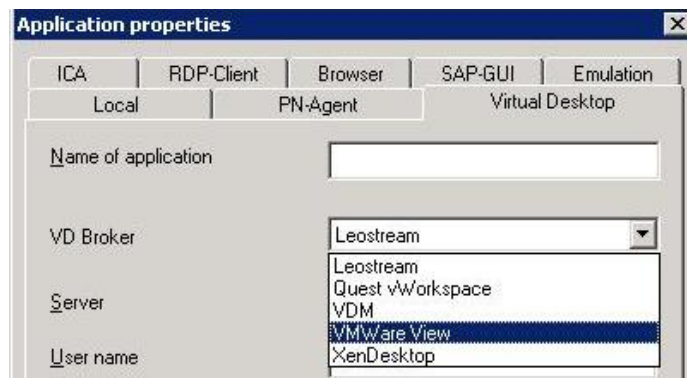 Application properties
ICA RDP-Client Browser SAP-GUI Emulation
Local PN-Agent Virtual Desktop
Name of application
VD Broker Leostream
Leostream
Quest vWorkspace
Server VDM
VMWare View
User name XenDesktop